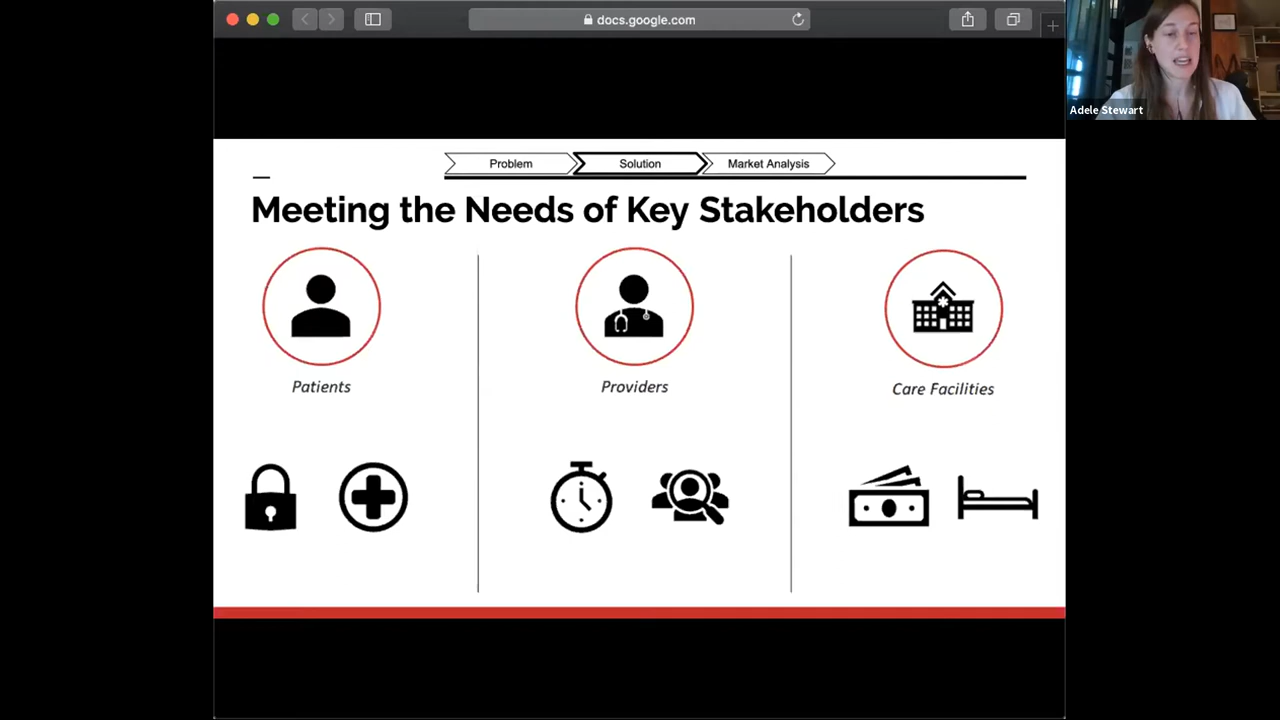 docs.google.com
Adele Stewart
Problem
Solution
Market Analysis
Meeting the Needs of Key Stakeholders
Patients
Providers
Care Facilities